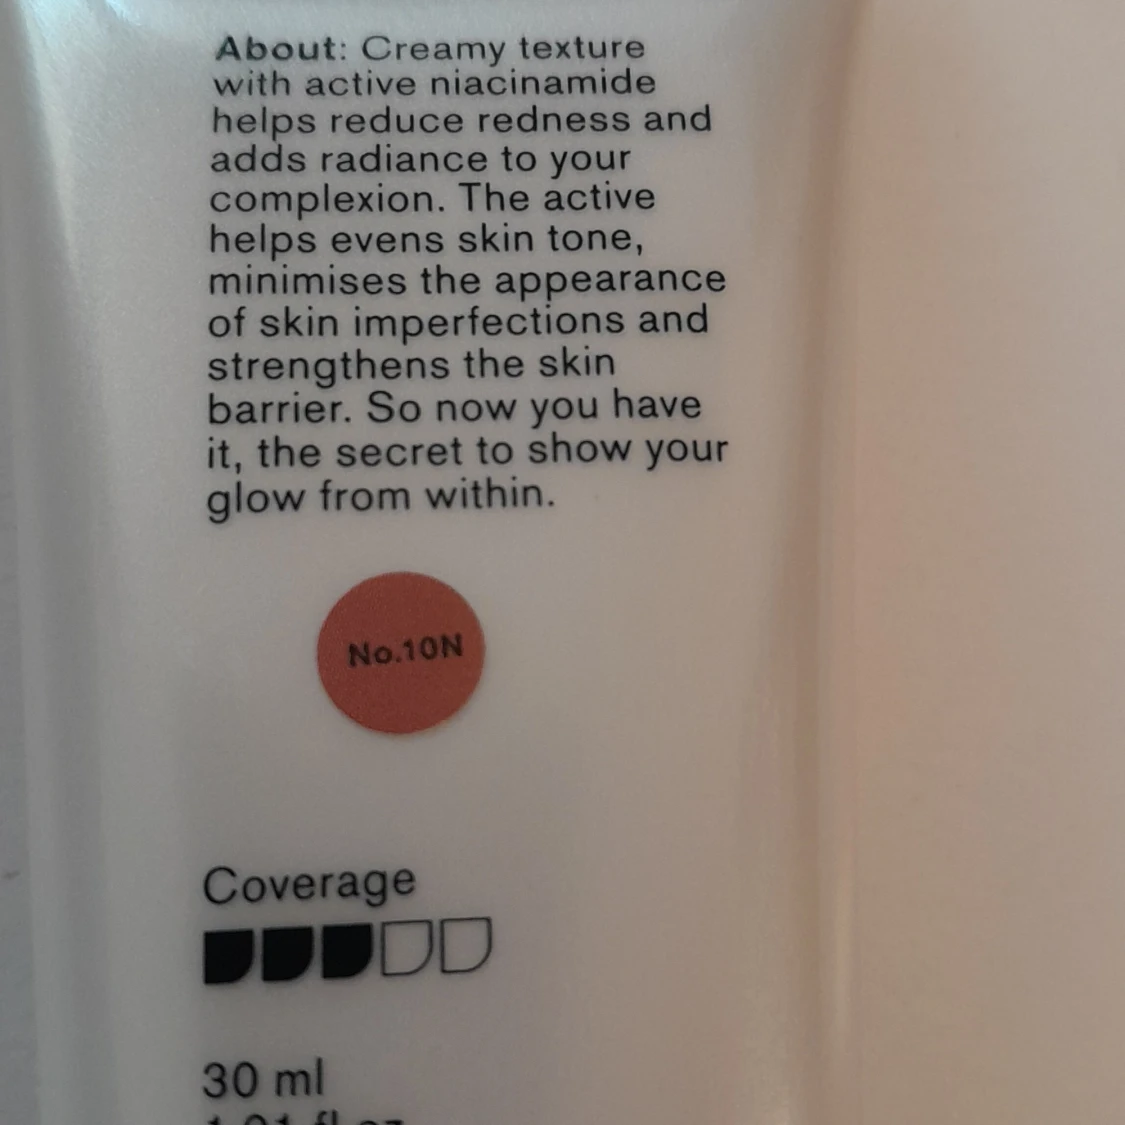 About: Creamy texture
with active niacinamide
helps reduce redness and
adds radiance to your
complexion. The active
helps evens skin tone,
minimises the appearance
of skin imperfections and
strengthens the skin
barrier. So now you have
it, the secret to show your
glow from within.
No.10N
Coverage
30 ml